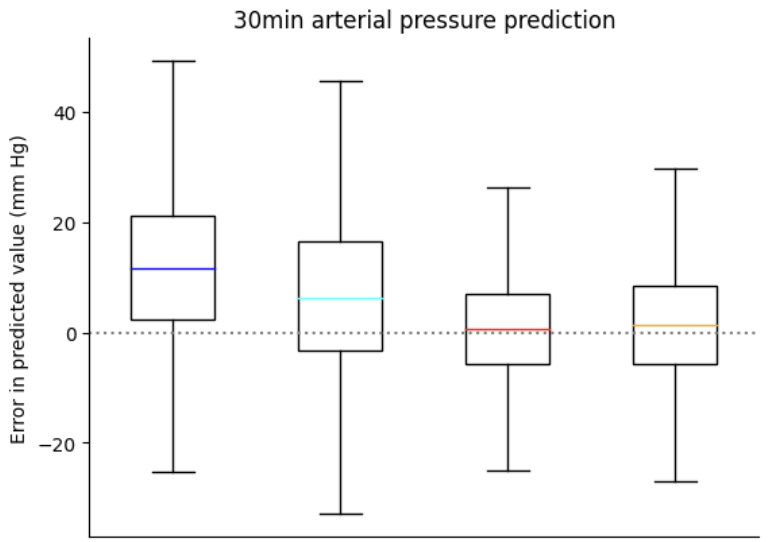 30min arterial pressure prediction
Error in predicted value (mm Hg)
40
20
0
−20